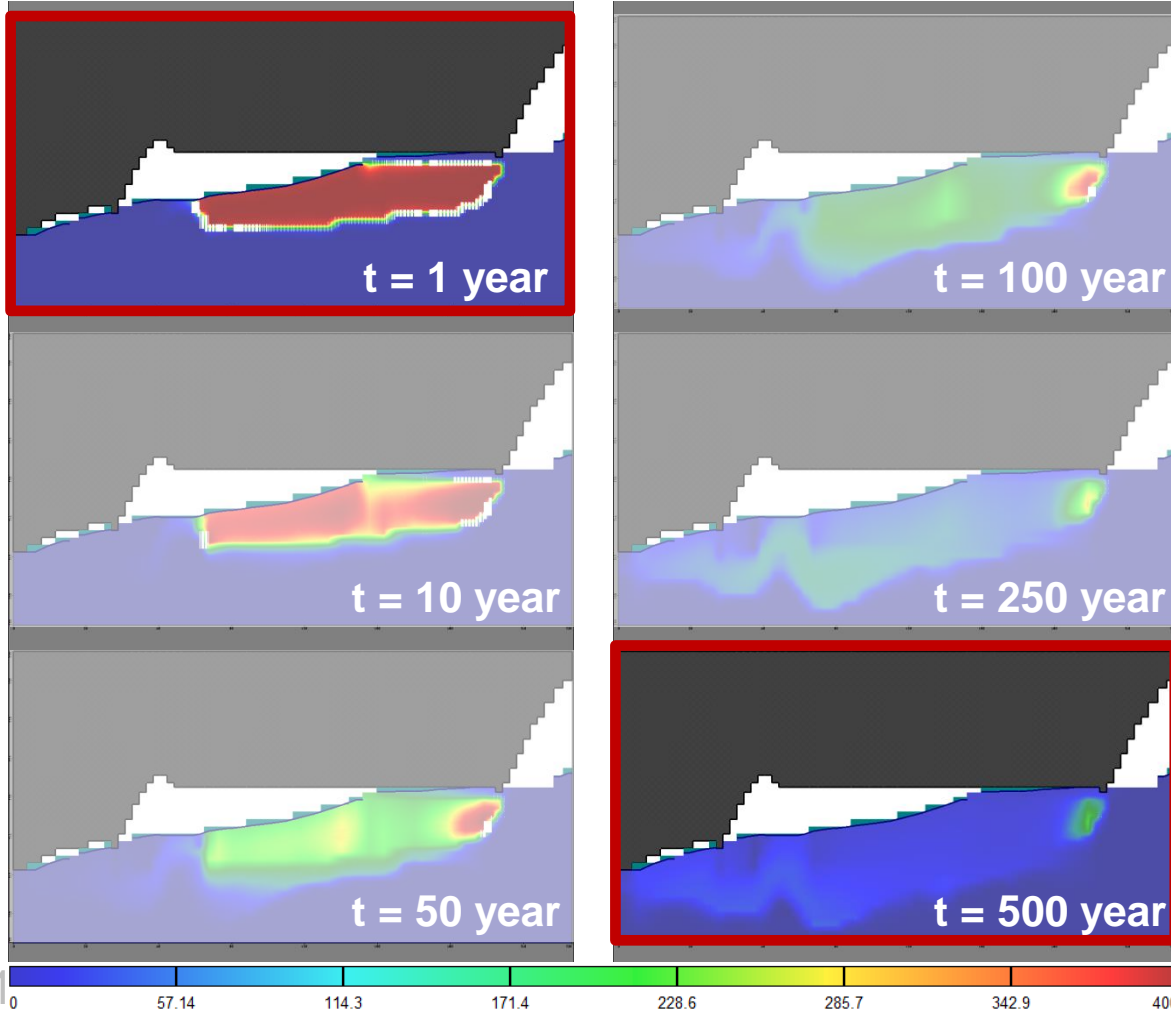 t = 1 year
t = 100 year
t = 10 year
t = 250 year
t = 50 year
t = 500 year
0 57.14 114.3 171.4 228.6 285.7 342.9